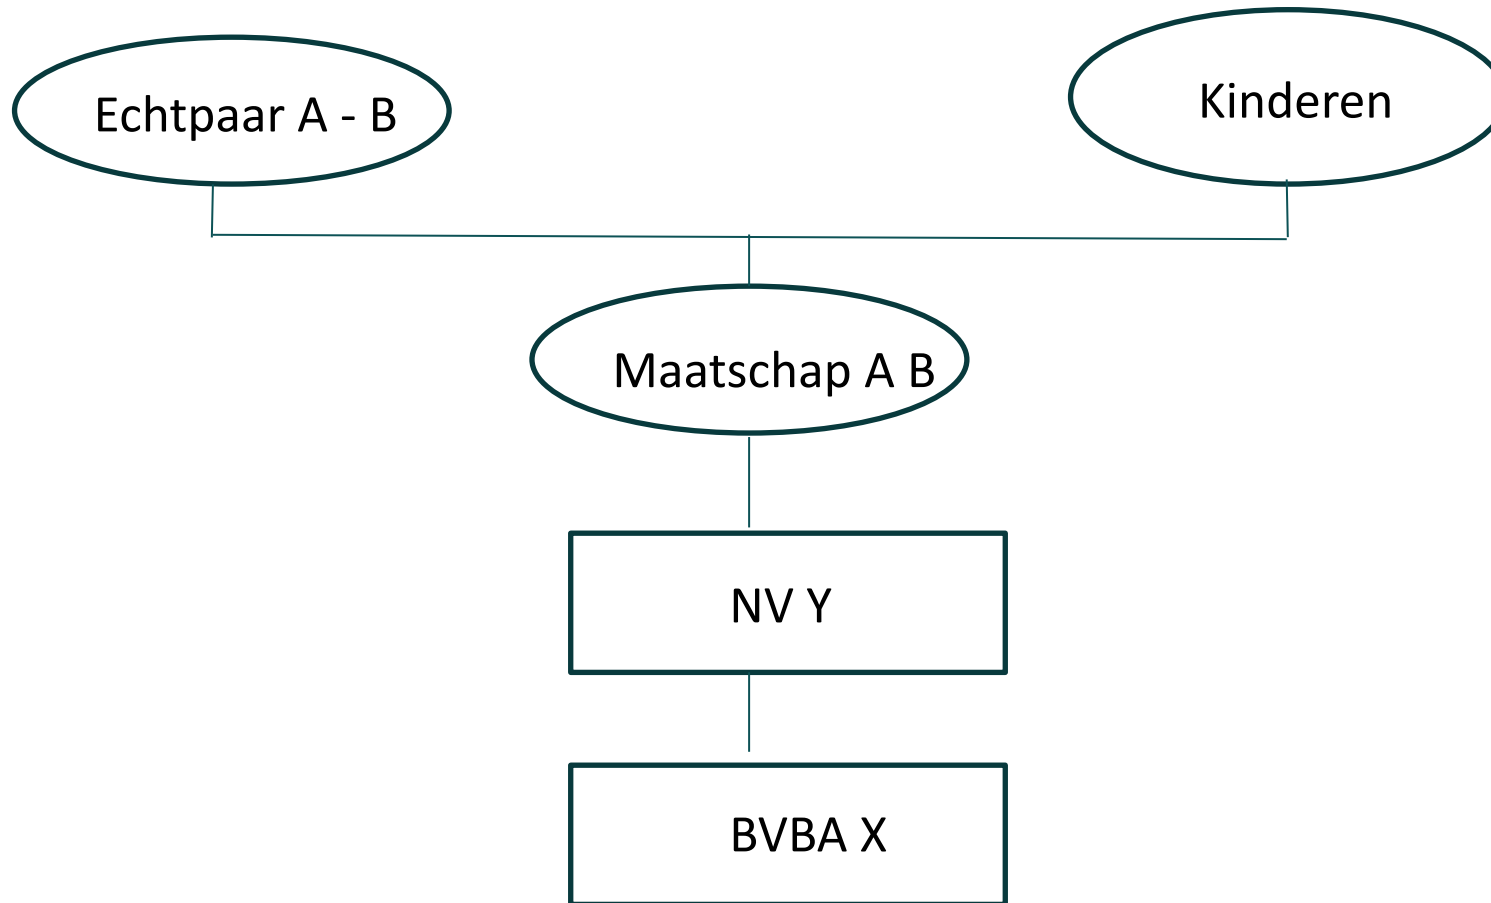 Echtpaar A - B
Kinderen
Maatschap A B
NV Y
BVBA X